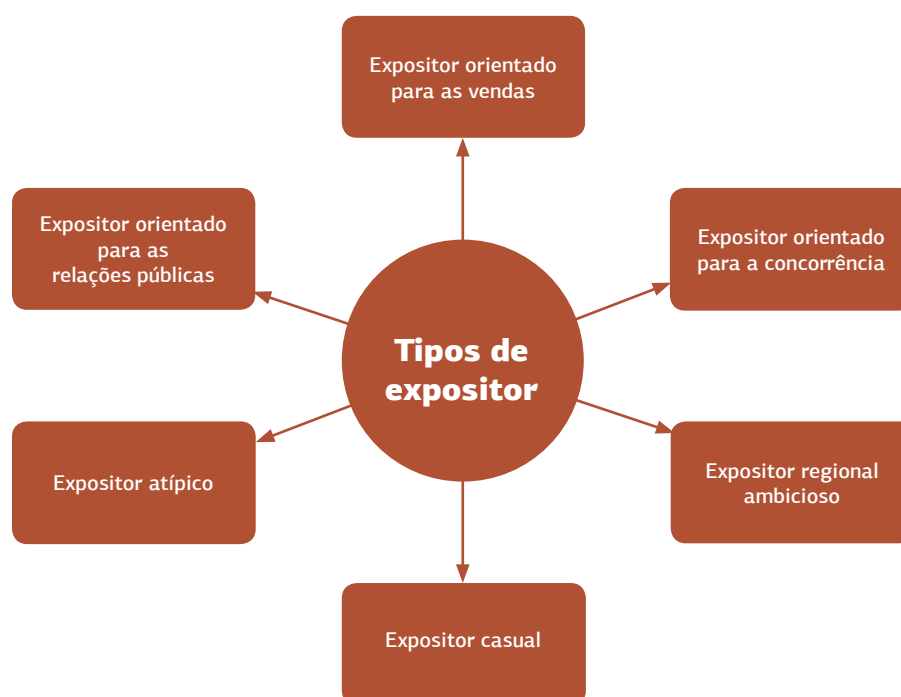 Expositor orientado
para as vendas
Expositor orientado
para as
relações públicas
Expositor orientado
para a concorrência
Tipos de
expositor
Expositor atípico
Expositor regional
ambicioso
Expositor casual